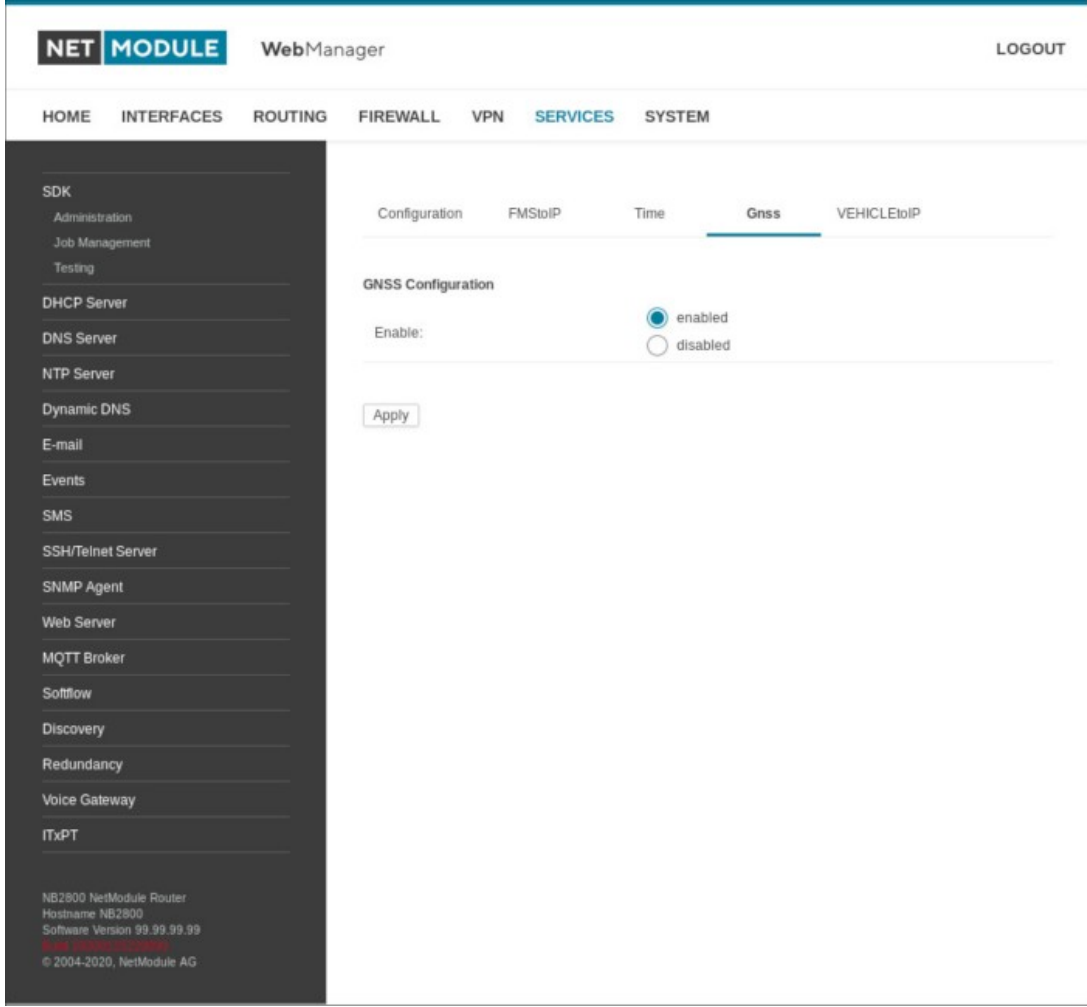 NET MODULE WebManager LOGOUT
HOME INTERFACES ROUTING FIREWALL VPN SERVICES SYSTEM
SDK
Administration
Job Management
Testing
DHCP Server
DNS Server
NTP Server
Dynamic DNS
E-mail
Events
SMS
SSH/Telnet Server
SNMP Agent
Web Server
MQTT Broker
Softflow
Discovery
Redundancy
Voice Gateway
ITxPT
NB2800 NetModule Router
Hostname NB2800
Software Version 99.99.99.99
© 2004-2020, NetModule AG
Configuration FMStoIP Time Gnss VEHICLEtoIP
GNSS Configuration
Enable:
enabled
disabled
Apply